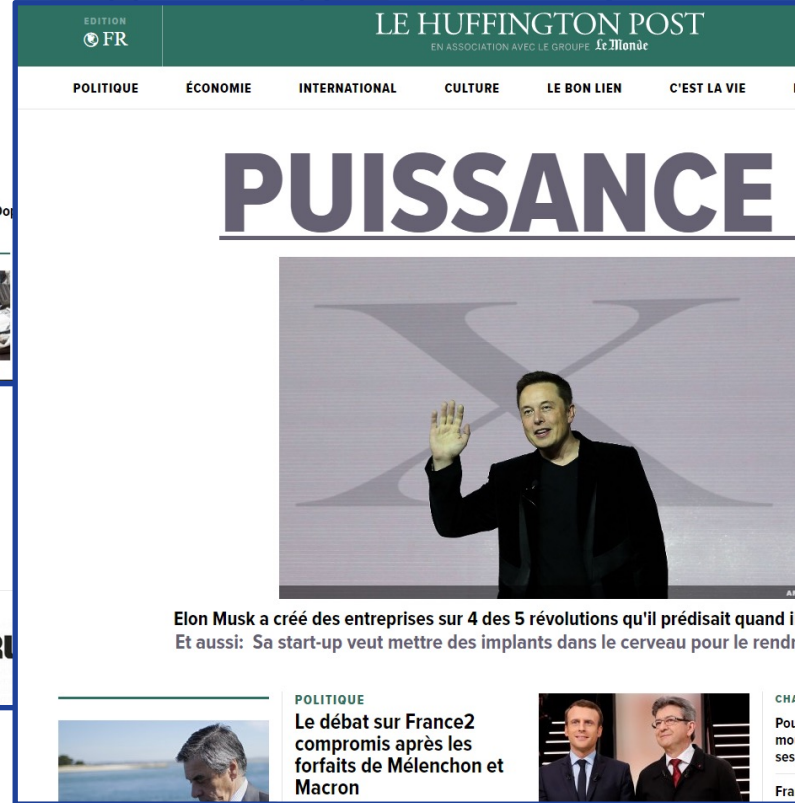 EDITION
FR
LE HUFFINGTON POST
EN ASSOCIATION AVEC LE GROUPE Le Monde
POLITIQUE ÉCONOMIE INTERNATIONAL CULTURE LE BON LIEN C'EST LA VIE
PUISSANCE
X
Elon Musk a créé des entreprises sur 4 des 5 révolutions qu'il prédisait quand
Et aussi: Sa start-up veut mettre des implants dans le cerveau pour le
POLITIQUE
Le débat sur France2
compromis après les
forfaits de Mélenchon et
Macron